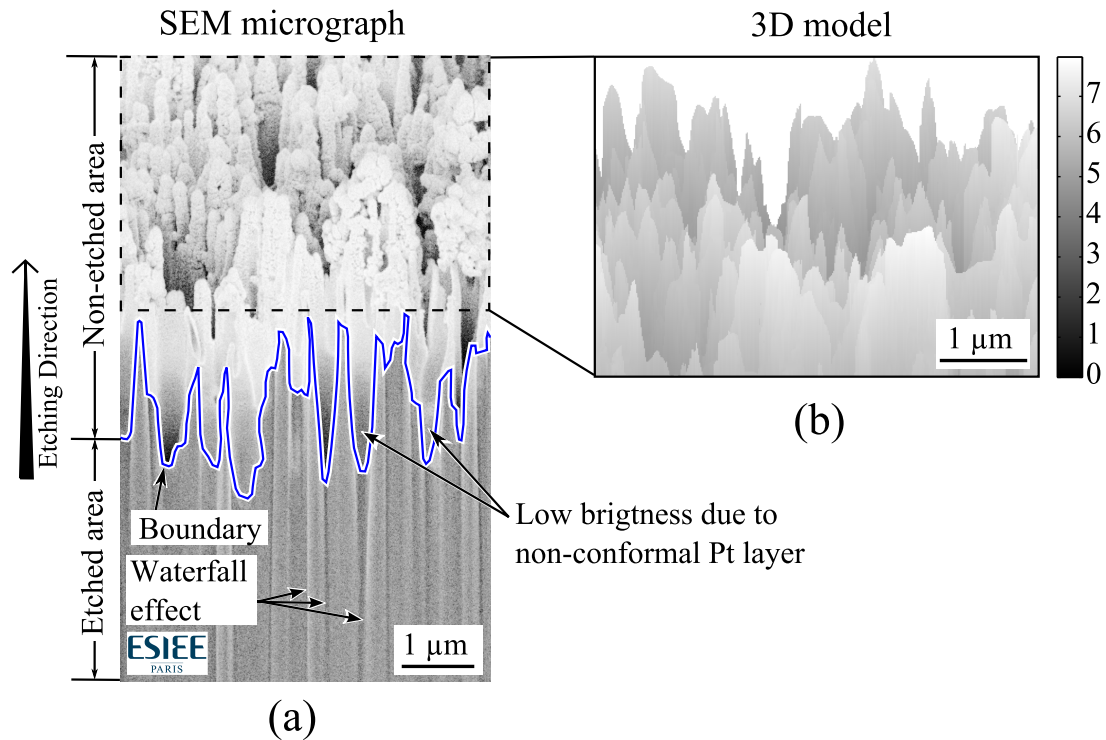 SEM micrograph
3D model
Non-etched area
Etching Direction
Etched area
Boundary
Waterfall
effect
ESIEE
PARIS
1 µm
(a)
Low brigtness due to
non-conformal Pt layer
1 µm
7
6
5
4
3
2
1
0
(b)